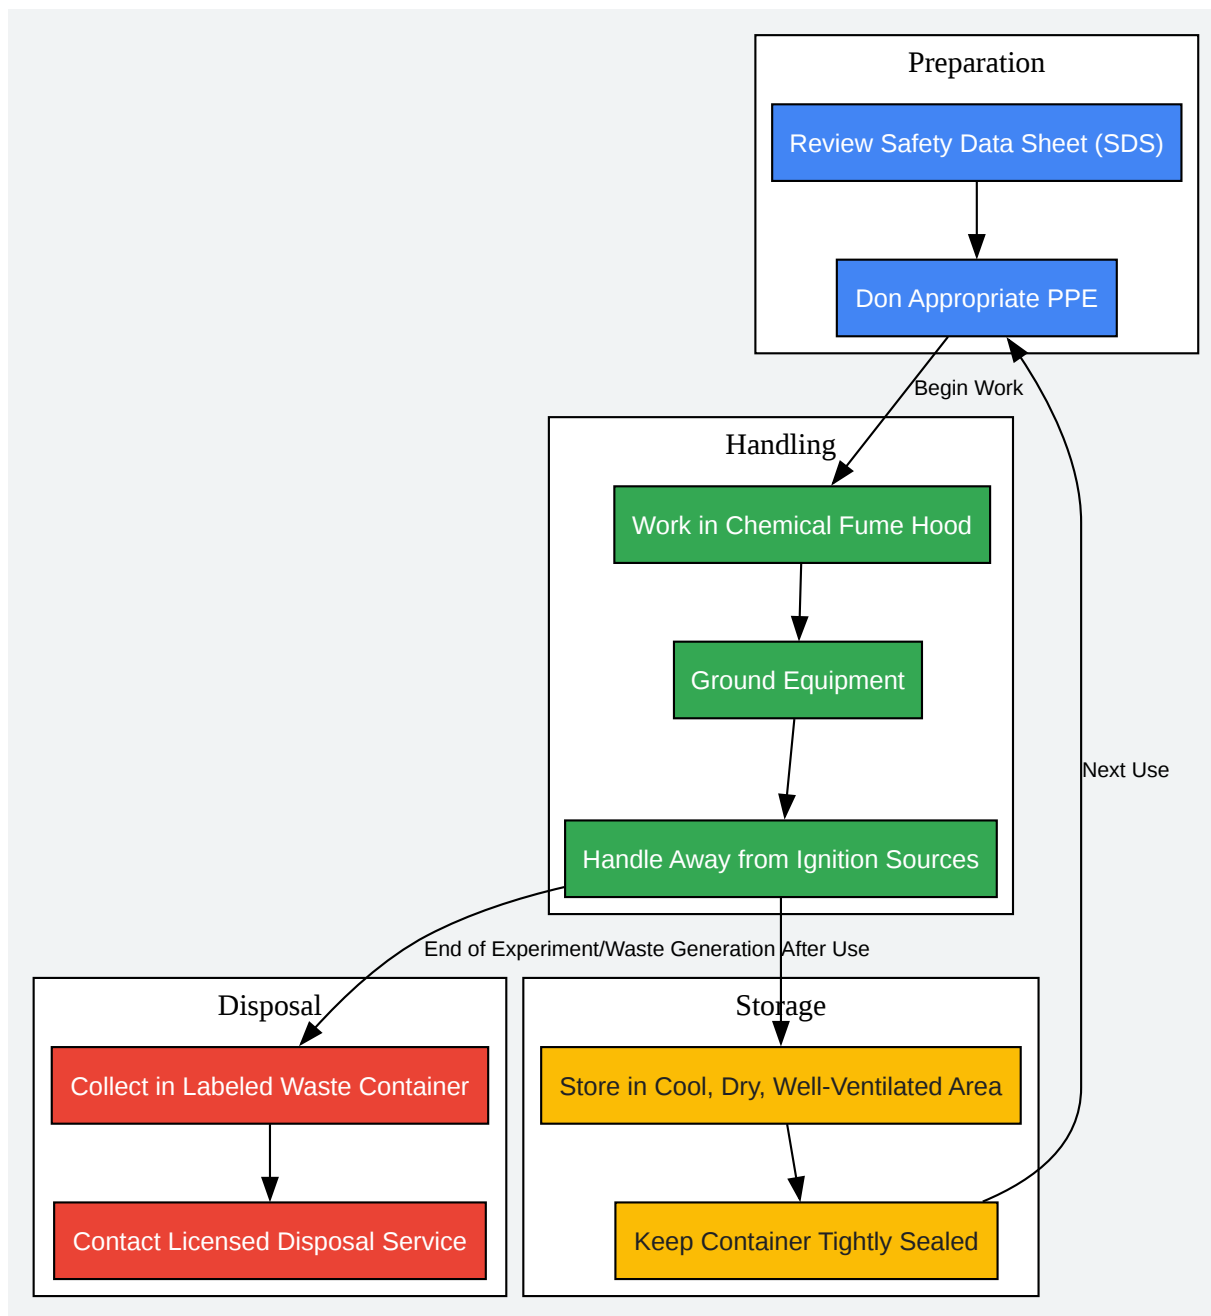 Preparation
Review Safety Data Sheet (SDS)
Don Appropriate PPE
Begin Work
Handling
Work in Chemical Fume Hood
Ground Equipment
Next Use
Handle Away from Ignition Sources
End of Experiment/Waste Generation
After Use
Disposal
Collect in Labeled Waste Container
Contact Licensed Disposal Service
Storage
Store in Cool, Dry, Well-Ventilated Area
Keep Container Tightly Sealed